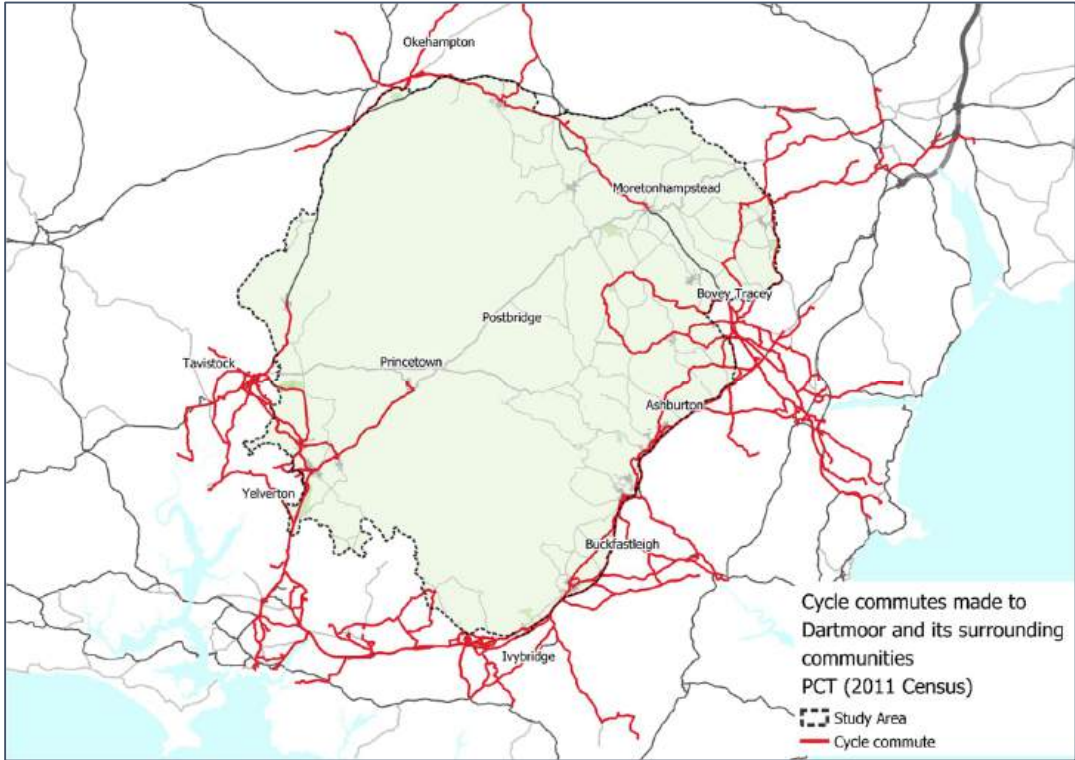 Okehampton
Moretonhampstead
Bovey Tracey
Postbridge
Tavistock
Princetown
Ashburton
Yelverton
Buckfastleigh
Ivybridge
Cycle commutes made to
Dartmoor and its surrounding
communities
PCT (2011 Census)
Study Area
Cycle commute